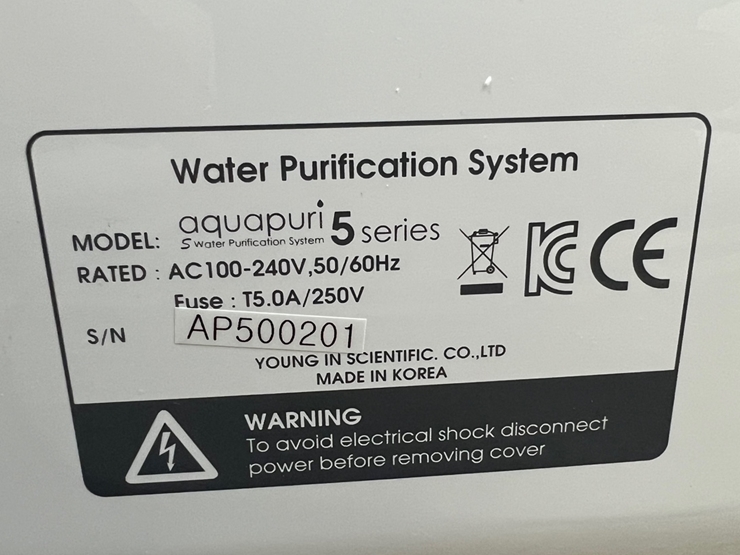 Water Purification System
MODEL: aquapuri 5 series
S Water Purification System
RATED : AC100-240V,50/60Hz
Fuse : T5.0A/250V
S/N AP500201
YOUNG IN SCIENTIFIC. CO.,LTD
MADE IN KOREA
WARNING
To avoid electrical shock disconnect
power before removing cover